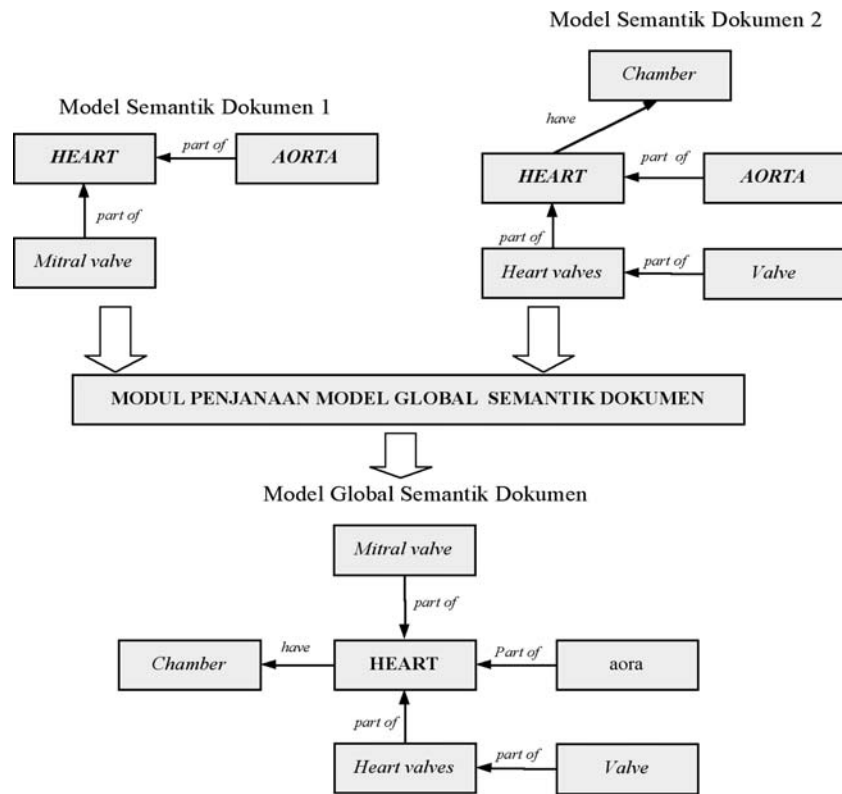 Model Semantik Dokumen 2
Chamber
Model Semantik Dokumen 1
have
HEART
part of
AORTA
part of
Mitral valve
HEART
part of
AORTA
part of
Heart valves
part of
Valve
MODUL PENJANAAN MODEL GLOBAL SEMANTIK DOKUMEN
Model Global Semantik Dokumen
Mitral valve
part of
Chamber
have
HEART
Part of
aora
part of
Heart valves
part of
Valve